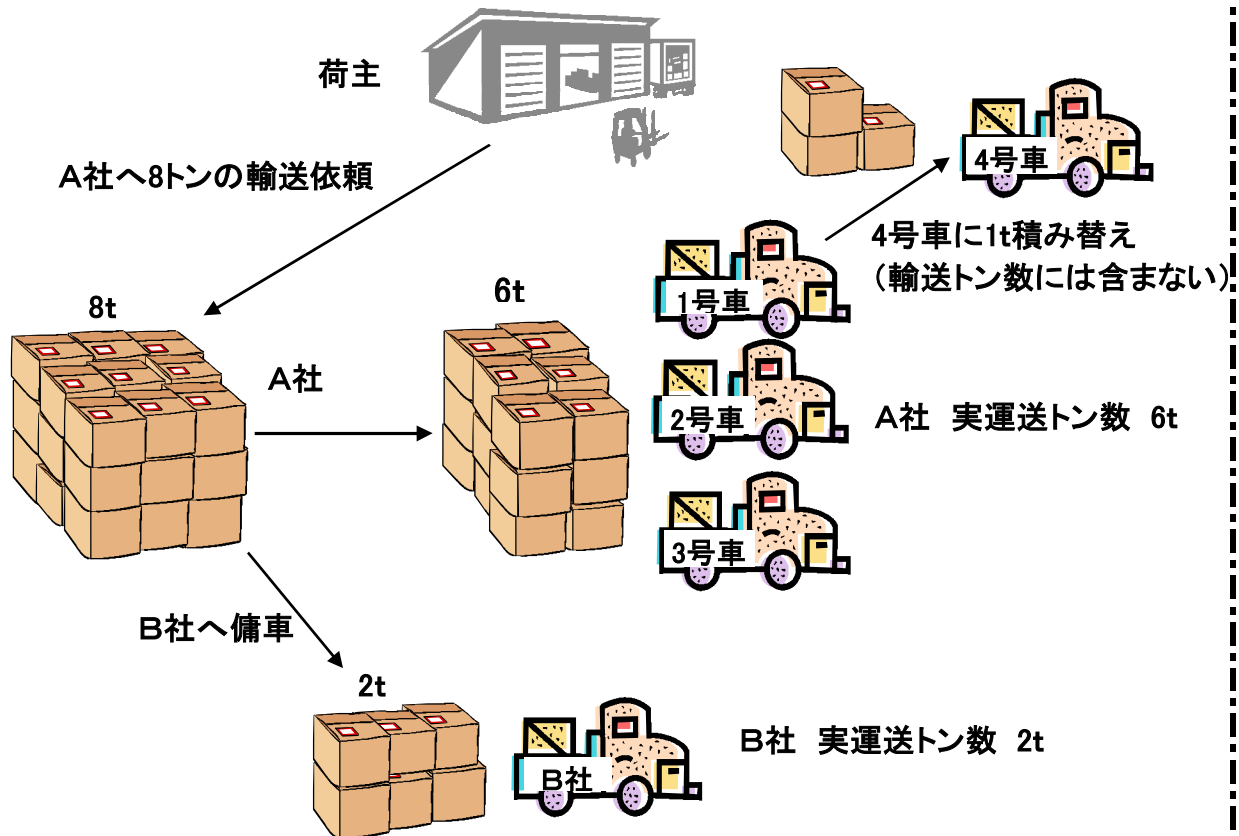 荷主
A社へ8トンの輸送依頼
4号車
4号車に1t積み替え
（輸送トン数には含まない）
8t
6t
1号車
A社
2号車
A社 実運送トン数 6t
3号車
B社へ傭車
2t
B社
B社 実運送トン数 2t